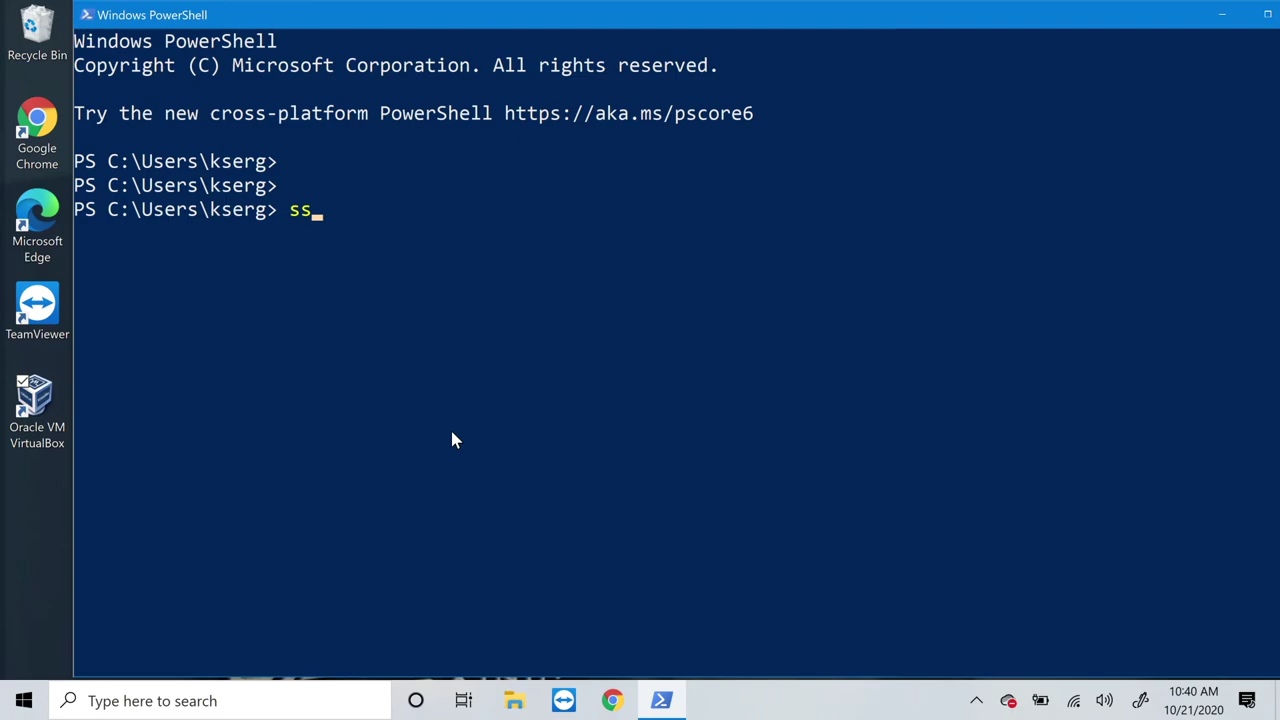 Windows PowerShell
Windows PowerShell
Copyright (C) Microsoft Corporation. All rights reserved.
Try the new cross-platform PowerShell https://aka.ms/pscore6
PS C:\Users\kserg>
PS C:\Users\kserg>
PS C:\Users\kserg> ss_
Recycle Bin
Google
Chrome
Microsoft
Edge
TeamViewer
Oracle VM
VirtualBox
Type here to search
10:40 AM
10/21/2020